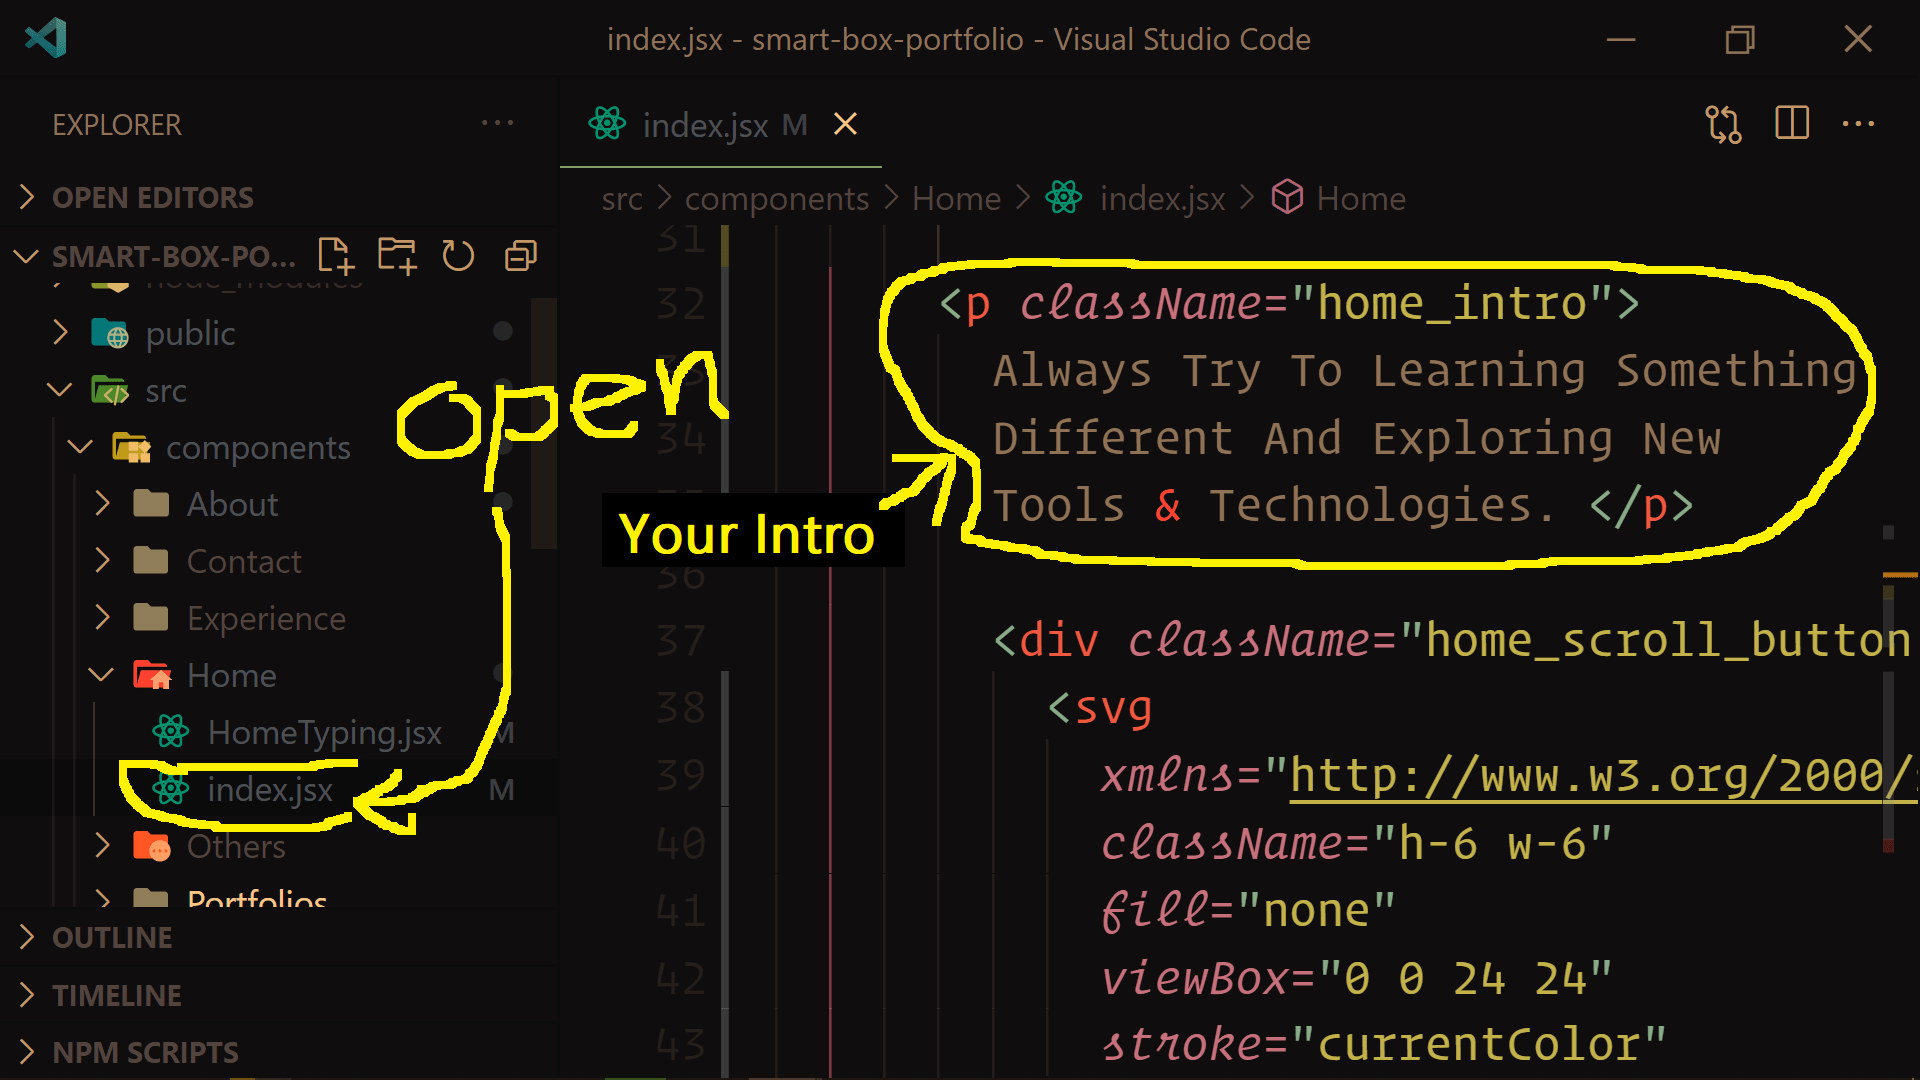 index.jsx - smart-box-portfolio - Visual Studio Code
EXPLORER
index.jsx M
OPEN EDITORS
src > components > Home > index.jsx > Home
SMART-BOX-PO...
node_modules
public
src
components
About
Contact
Experience
Home
HomeTyping.jsx M
index.jsx M
Others
Portfolios
OUTLINE
TIMELINE
NPM SCRIPTS
open
Your Intro
31
32 <p className="home_intro">
33 Always Try To Learning Something
34 Different And Exploring New
Tools & Technologies. </p>
36
37 <div className="home_scroll_button
38 <svg
39 xmlns="http://www.w3.org/2000/
40 className="h-6 w-6"
41 fill="none"
42 viewBox="0 0 24 24"
43 stroke="currentColor"